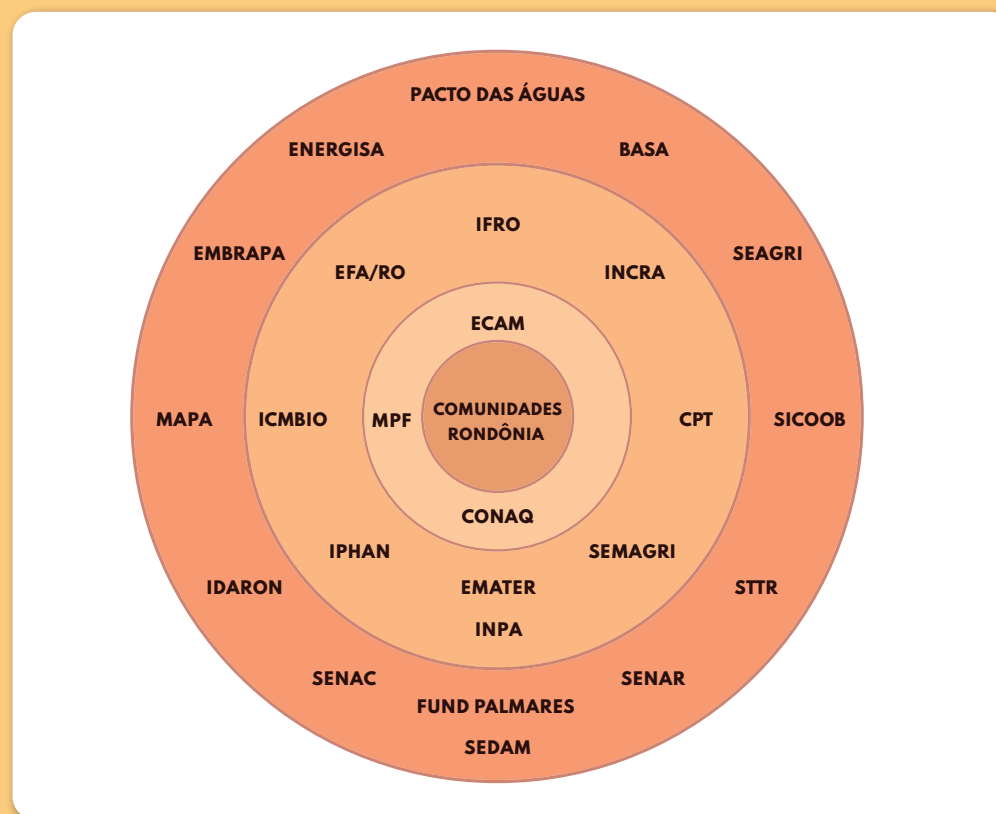 PACTO DAS ÁGUAS
ENERGISA
BASA
IFRO
EMBRAPA
SEAGRI
EFA/RO
INCRA
ECAM
MAPA
ICMBIO
MPF
COMUNIDADES
RONDÔNIA
CPT
SICOOB
CONAQ
IPHAN
SEMAGRI
IDARON
EMATER
STTR
INPA
SENAC
SENAR
FUND PALMARES
SEDAM